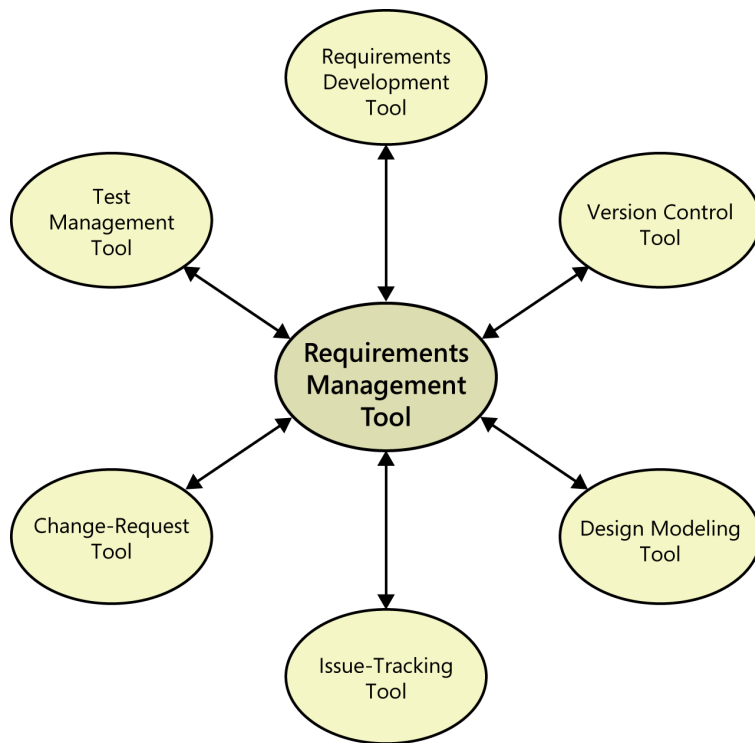 Requirements
Development
Tool
Test
Management
Tool
Version Control
Tool
Requirements
Management
Tool
Change-Request
Tool
Design Modeling
Tool
Issue-Tracking
Tool